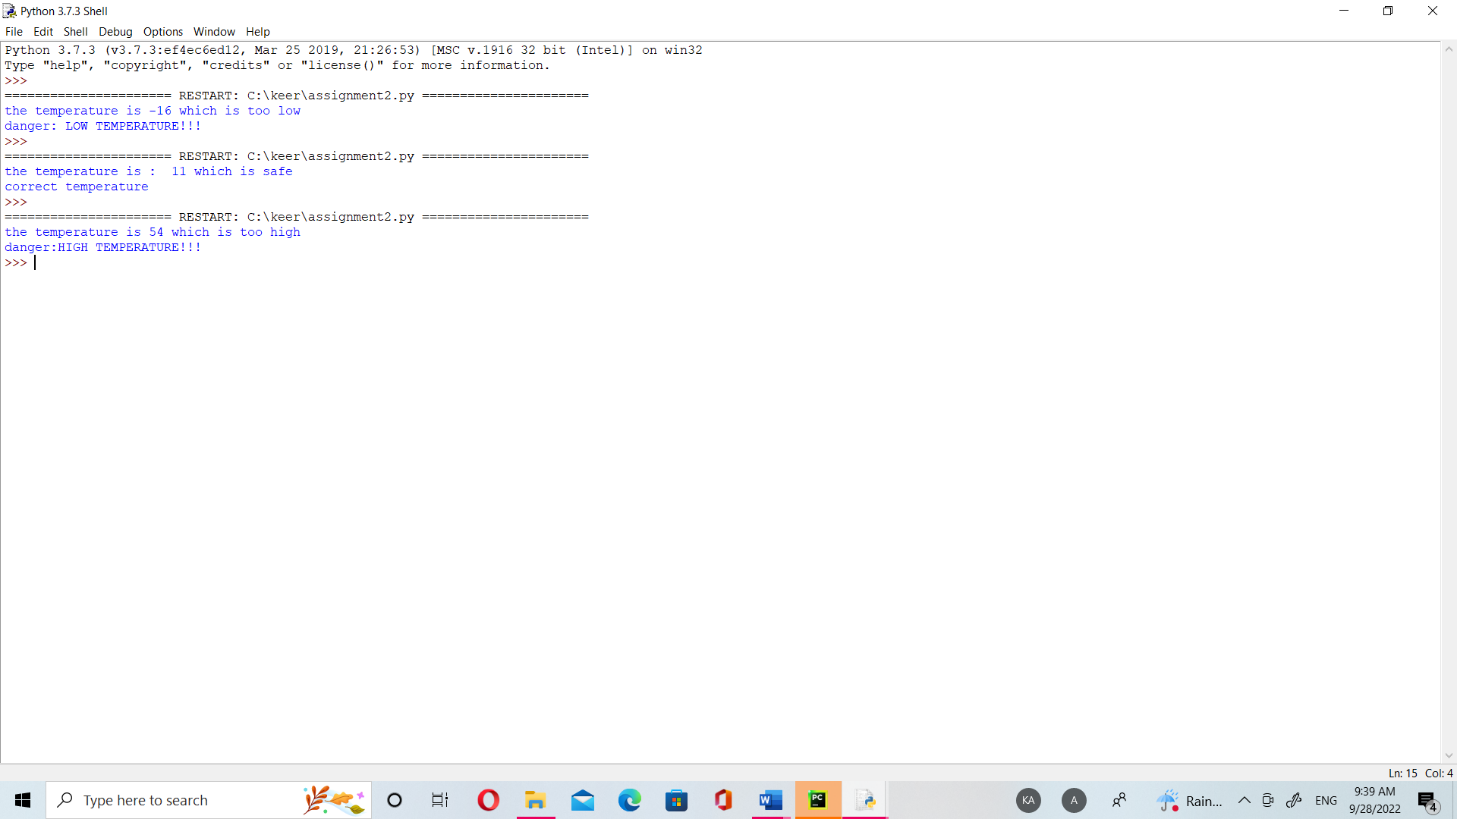 Python 3.7.3 Shell
File Edit Shell Debug Options Window Help
Python 3.7.3 (v3.7.3:ef4ec6ed12, Mar 25 2019, 21:26:53) [MSC v.1916 32 bit (Intel)] on win32
Type "help", "copyright", "credits" or "license()" for more information.
>>>
====================== RESTART: C:\keer\assignment2.py ======================
the temperature is -16 which is too low
danger: LOW TEMPERATURE!!!
>>>
====================== RESTART: C:\keer\assignment2.py ======================
the temperature is :  11 which is safe
correct temperature
>>>
====================== RESTART: C:\keer\assignment2.py ======================
the temperature is 54 which is too high
danger:HIGH TEMPERATURE!!!
>>>
Ln: 15 Col: 4
Type here to search
W
PC
KA
A
Rain...
ENG
9:39 AM
9/28/2022
4